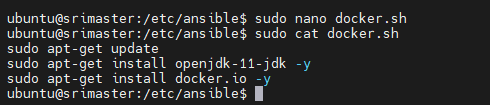 ubuntu@srimaster:/etc/ansible$ sudo nano docker.sh
ubuntu@srimaster:/etc/ansible$ sudo cat docker.sh
sudo apt-get update
sudo apt-get install openjdk-11-jdk -y
sudo apt-get install docker.io -y
ubuntu@srimaster:/etc/ansible$